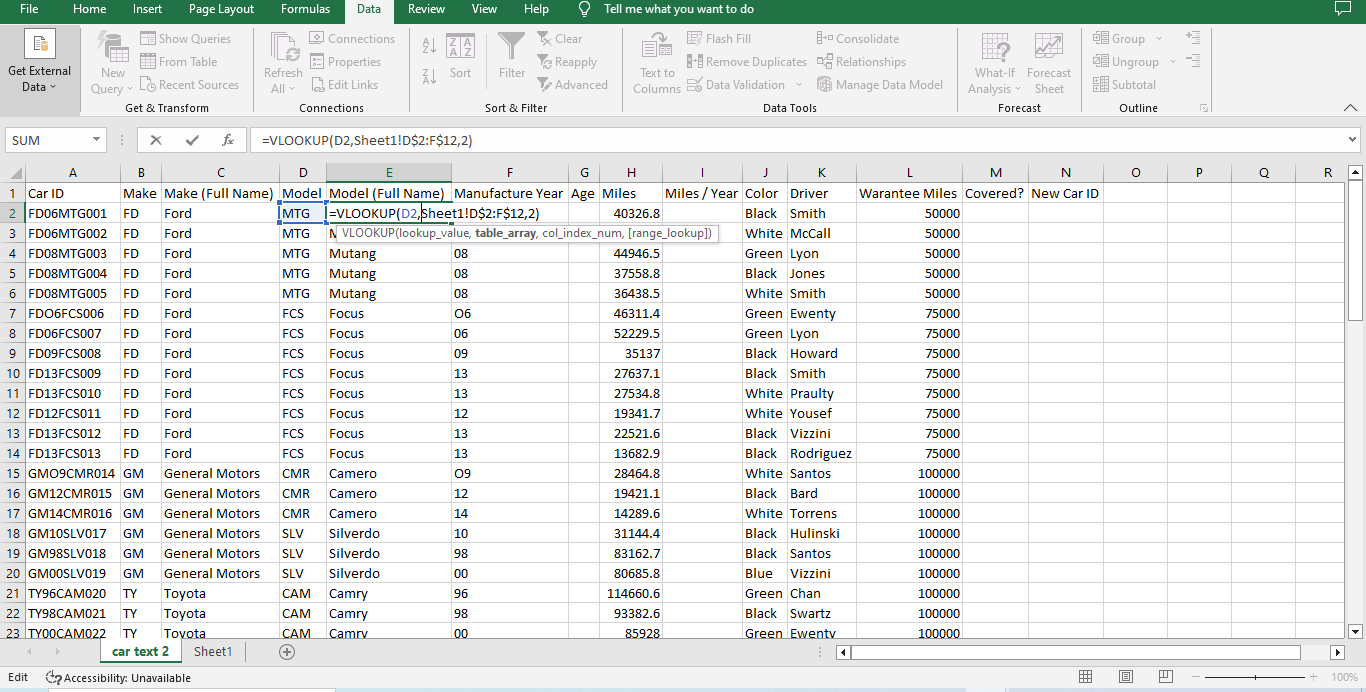 File Home Insert Page Layout Formulas Data Review View Help Tell me what you want to do
Show Queries Connections Clear Flash Fill Consolidate Group
From Table Properties Reapply Remove Duplicates Relationships Ungroup
Get External Data New Query Recent Sources Refresh All Edit Links Sort Filter Advanced Text to Columns Data Validation Manage Data Model What-If Analysis Forecast Sheet Subtotal
Get & Transform Connections Sort & Filter Data Tools Forecast Outline
SUM fx =VLOOKUP(D2,Sheet1!D$2:F$12,2)
A B C D E F G H I J K L M N O P Q R
1 Car ID Make Make (Full Name) Model Model (Full Name) Manufacture Year Age Miles Miles / Year Color Driver Warantee Miles Covered? New Car ID
2 FD06MTG001 FD Ford MTG =VLOOKUP(D2,Sheet1!D$2:F$12,2) 40326.8 Black Smith 50000
3 FD06MTG002 FD Ford MTG VLOOKUP(lookup_value, table_array, col_index_num, [range_lookup]) White McCall 50000
4 FD08MTG003 FD Ford MTG Mutang 08 44946.5 Green Lyon 50000
5 FD08MTG004 FD Ford MTG Mutang 08 37558.8 Black Jones 50000
6 FD08MTG005 FD Ford MTG Mutang 08 36438.5 White Smith 50000
7 FDO6FCS006 FD Ford FCS Focus O6 46311.4 Green Ewenty 75000
8 FD06FCS007 FD Ford FCS Focus 06 52229.5 Green Lyon 75000
9 FD09FCS008 FD Ford FCS Focus 09 35137 Black Howard 75000
10 FD13FCS009 FD Ford FCS Focus 13 27637.1 Black Smith 75000
11 FD13FCS010 FD Ford FCS Focus 13 27534.8 White Praulty 75000
12 FD12FCS011 FD Ford FCS Focus 12 19341.7 White Yousef 75000
13 FD13FCS012 FD Ford FCS Focus 13 22521.6 Black Vizzini 75000
14 FD13FCS013 FD Ford FCS Focus 13 13682.9 Black Rodriguez 75000
15 GMO9CMR014 GM General Motors CMR Camero O9 28464.8 White Santos 100000
16 GM12CMR015 GM General Motors CMR Camero 12 19421.1 Black Bard 100000
17 GM14CMR016 GM General Motors CMR Camero 14 14289.6 White Torrens 100000
18 GM10SLV017 GM General Motors SLV Silverdo 10 31144.4 Black Hulinski 100000
19 GM98SLV018 GM General Motors SLV Silverdo 98 83162.7 Black Santos 100000
20 GM00SLV019 GM General Motors SLV Silverdo 00 80685.8 Blue Vizzini 100000
21 TY96CAM020 TY Toyota CAM Camry 96 114660.6 Green Chan 100000
22 TY98CAM021 TY Toyota CAM Camry 98 93382.6 Black Swartz 100000
23 TY00CAM022 TY Toyota CAM Camry 00 85928 Green Ewenty 100000
car text 2 Sheet1
Edit Accessibility: Unavailable 100%